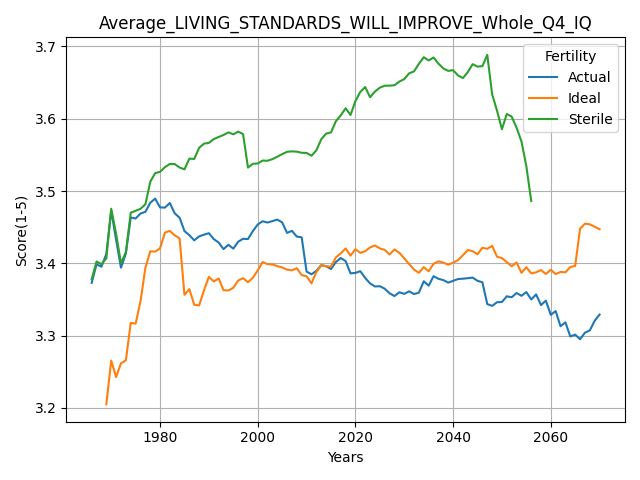 Average_LIVING_STANDARDS_WILL_IMPROVE_Whole_Q4_IQ
Fertility
Actual
Ideal
Sterile
Score(1-5)
3.7
3.6
3.5
3.4
3.3
3.2
1980 2000 2020 2040 2060
Years